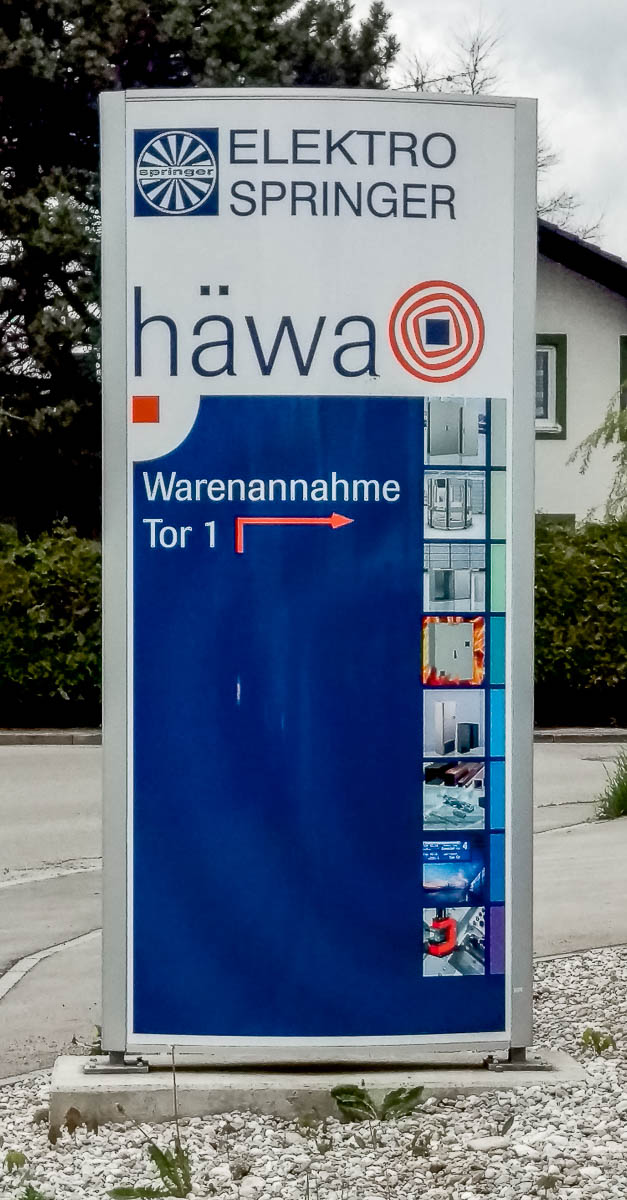 springer
ELEKTRO
SPRINGER
häwa
Warenannahme
Tor 1